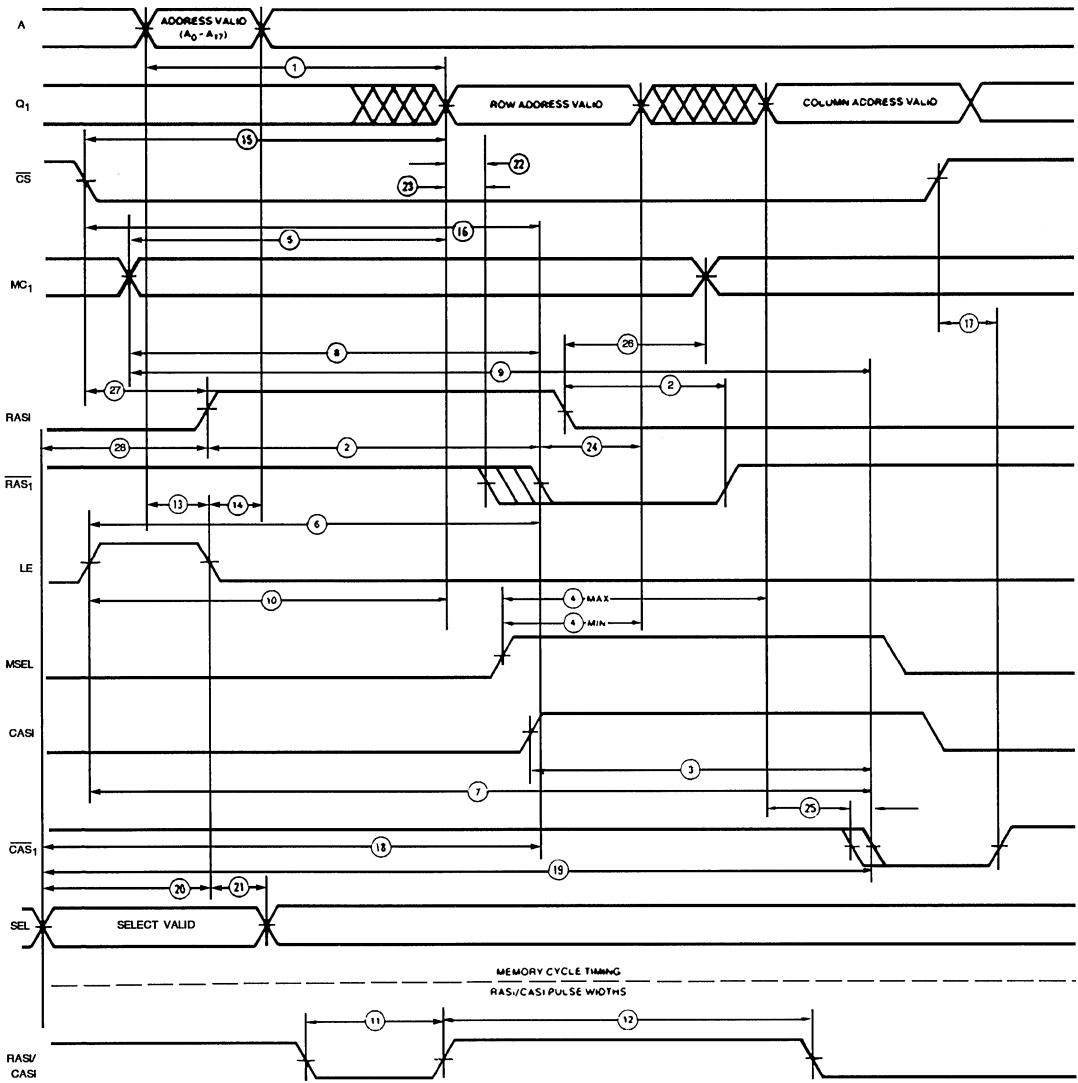 A
ADDRESS VALID
(A0 - A17)
1
Q1
ROW ADDRESS VALID
COLUMN ADDRESS VALID
15
22
CS
23
16
5
MC1
17
8
26
9
27
2
RASI
28
2
24
RAS1
13
14
6
LE
10
4 MAX
4 MIN
MSEL
CASI
3
7
25
CAS1
18
19
20
21
SEL
SELECT VALID
MEMORY CYCLE TIMING
RASI/CASI PULSE WIDTHS
11
12
RASI/
CASI